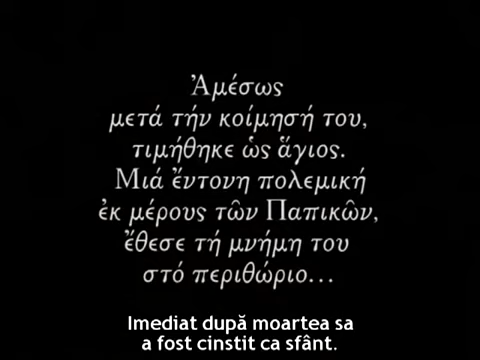 Ἀμέσως
μετά τήν κοίμησή του,
τιμήθηκε ὡς ἅγιος.
Μιά ἔντονη πολεμική
ἐκ μέρους τῶν Παπικῶν,
ἔθεσε τή μνήμη του
στό περιθώριο...
Imediat după moartea sa
a fost cinstit ca sfânt.